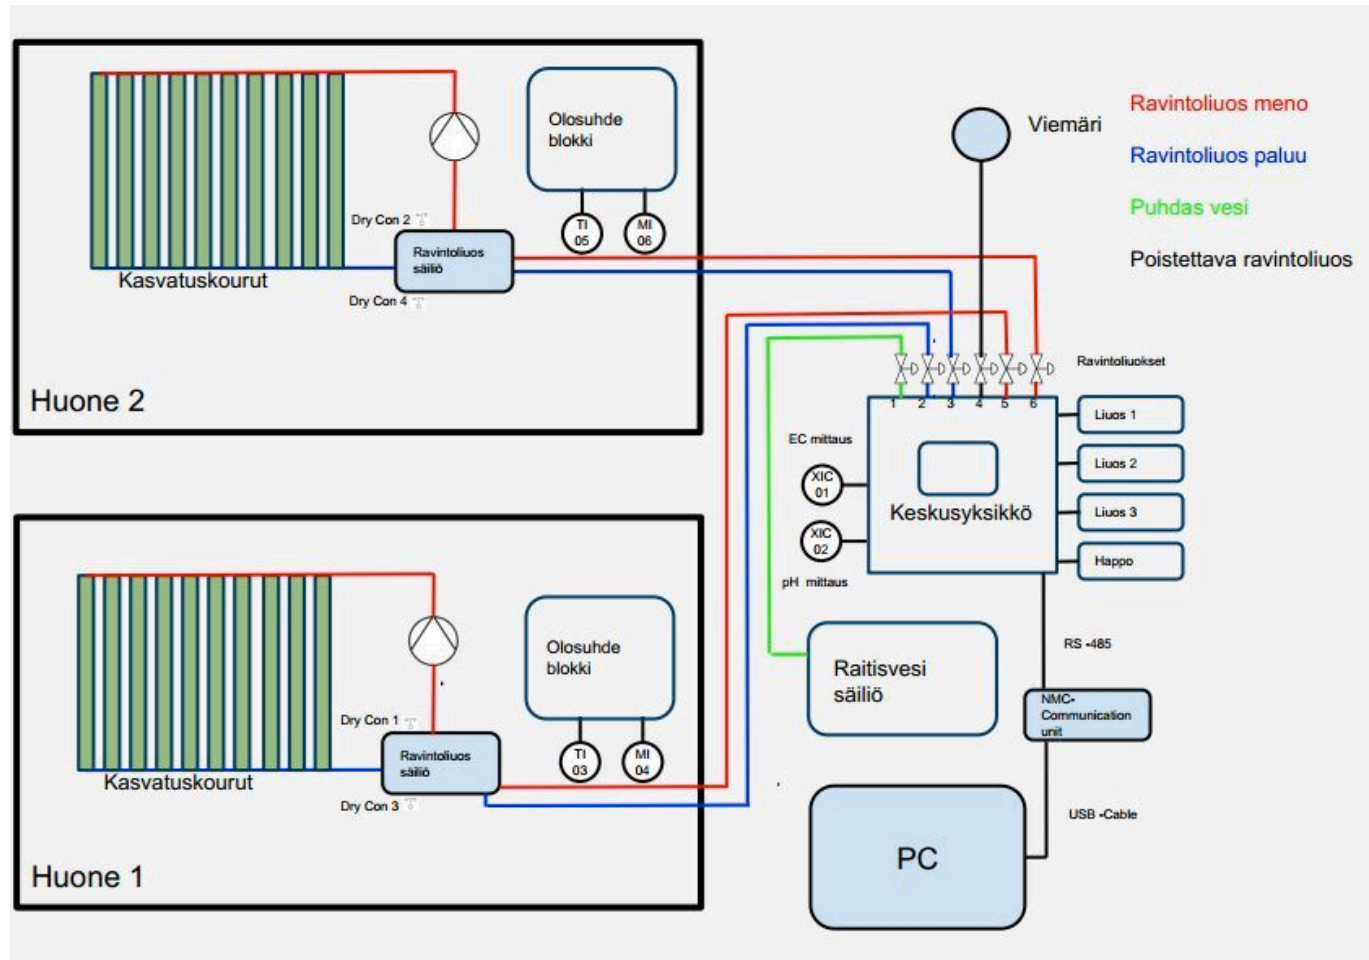 Olosuhde
blokki
TI
05
MI
06
Dry Con 2
Ravintoliuos
säiliö
Dry Con 4
Kasvatuskourut
Huone 2
Viemäri
Ravintoliuos meno
Ravintoliuos paluu
Puhdas vesi
Poistettava ravintoliuos
Ravintoliuokset
1 2 3 4 5 6
Liuos 1
Liuos 2
Liuos 3
Happo
EC mittaus
XIC
01
Keskusyksikkö
XIC
02
pH mittaus
Olosuhde
blokki
TI
03
MI
04
Dry Con 1
Ravintoliuos
säiliö
Dry Con 3
Kasvatuskourut
Huone 1
Raitisvesi
säiliö
RS -485
NMC-
Communication
unit
USB -Cable
PC